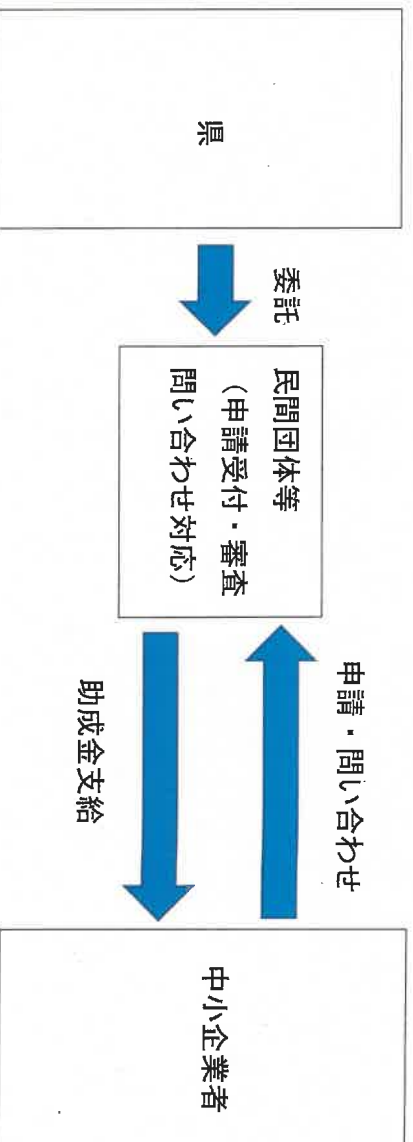 県
委託
民間団体等
（申請受付・審査
問い合わせ対応）
申請・問い合わせ
助成金支給
中小企業者